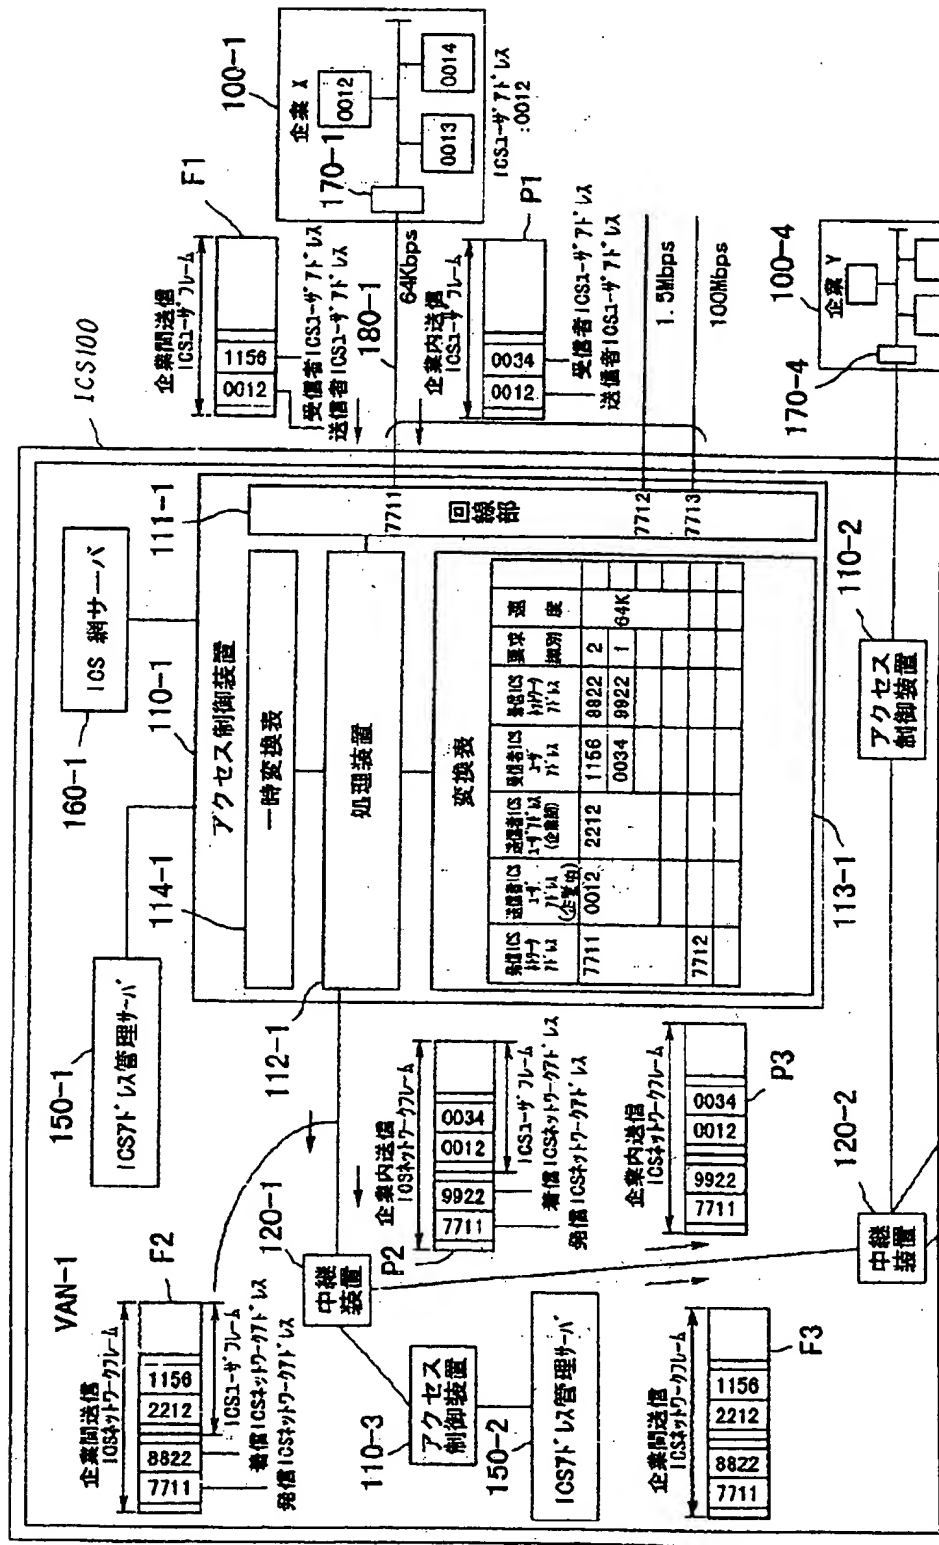 ICS100
VAN-1
企業間送信
ICSネットワークフレーム
7711
8822
2212
1156
F2
ICSユーザフレーム
着信ICSネットワークアドレス
発信ICSネットワークアドレス
150-1
ICSアドレス管理サーバ
160-1
ICS 網サーバ
110-1
アクセス制御装置
114-1
一時変換表
112-1
処理装置
111-1
回線部
7711
7712
7713
変換表
発信ICS
ネットワーク
アドレス
送信者ICS
ユーザ
アドレス
(企業内)
送信者ICS
ユーザアドレス
(企業間)
受信者ICS
ユーザ
アドレス
着信ICS
ネットワーク
アドレス
要求
識別
速
度
7711
0012
2212
1156
8822
2
0034
9922
1
64K
7712
113-1
企業間送信
ICSユーザフレーム
0012
1156
F1
受信者ICSユーザアドレス
送信者ICSユーザアドレス
180-1
64Kbps
企業内送信
ICSユーザフレーム
0012
0034
P1
受信者ICSユーザアドレス
送信者ICSユーザアドレス
1.5Mbps
100Mbps
100-1
企業 X
170-1
0012
0013
0014
ICSユーザアドレス
:0012
100-4
企業 Y
170-4
110-2
アクセス
制御装置
120-1
中継
装置
P2
企業内送信
ICSネットワークフレーム
7711
9922
0012
0034
ICSユーザフレーム
着信ICSネットワークアドレス
発信ICSネットワークアドレス
企業内送信
ICSネットワークフレーム
7711
9922
0012
0034
P3
120-2
中継
装置
110-3
アクセス
制御装置
150-2
ICSアドレス管理サーバ
企業間送信
ICSネットワークフレーム
7711
8822
2212
1156
F3